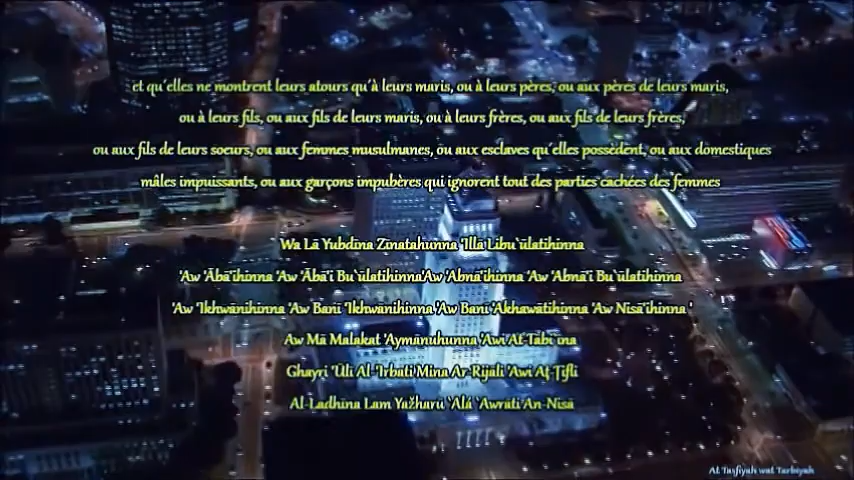 et qu'elles ne montrent leurs atours qu'à leurs maris, ou à leurs pères, ou aux pères de leurs maris,
ou à leurs fils, ou aux fils de leurs maris, ou à leurs frères, ou aux fils de leurs frères,
ou aux fils de leurs soeurs, ou aux femmes musulmanes, ou aux esclaves qu'elles possèdent, ou aux domestiques
mâles impuissants, ou aux garçons impubères qui ignorent tout des parties cachées des femmes
Wa Lā Yubdīna Zīnatahunna 'Illā Libu`ūlatihinna
'Aw 'Ābā'ihinna 'Aw 'Ābā'i Bu`ūlatihinna'Aw 'Abnā'ihinna 'Aw 'Abnā'i Bu`ūlatihinna
'Aw 'Ikhwānihinna 'Aw Banī 'Ikhwānihinna 'Aw Banī 'Akhawātihinna 'Aw Nisā'ihinna '
Aw Mā Malakat 'Aymānuhunna 'Awi At-Tābi`īna
Ghayri 'Ūlī Al-'Irbati Mina Ar-Rijāli 'Awi Aţ-Ţifli
Al-Ladhīna Lam Yažharū `Alá `Awrāti An-Nisā
At Tasfiyah wat Tarbiyah